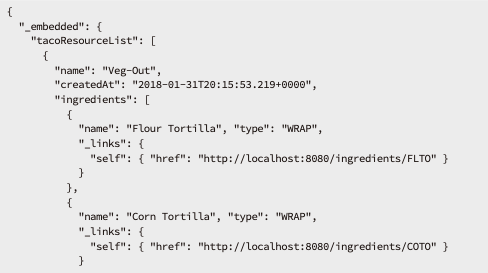 {
  "_embedded": {
    "tacoResourceList": [
      {
        "name": "Veg-Out",
        "createdAt": "2018-01-31T20:15:53.219+0000",
        "ingredients": [
          {
            "name": "Flour Tortilla", "type": "WRAP",
            "_links": {
              "self": { "href": "http://localhost:8080/ingredients/FLTO" }
            }
          },
          {
            "name": "Corn Tortilla", "type": "WRAP",
            "_links": {
              "self": { "href": "http://localhost:8080/ingredients/COTO" }
            }